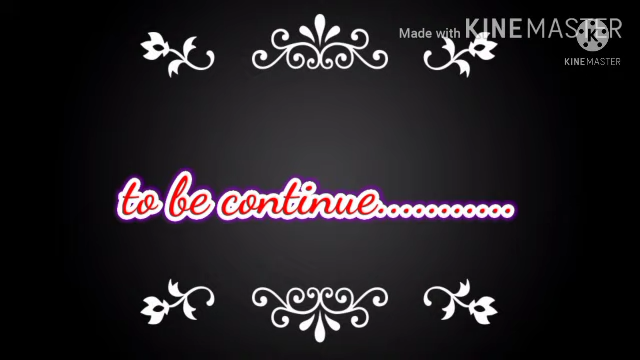 Made with KINEMASTER
K
KINEMASTER
to be continue............